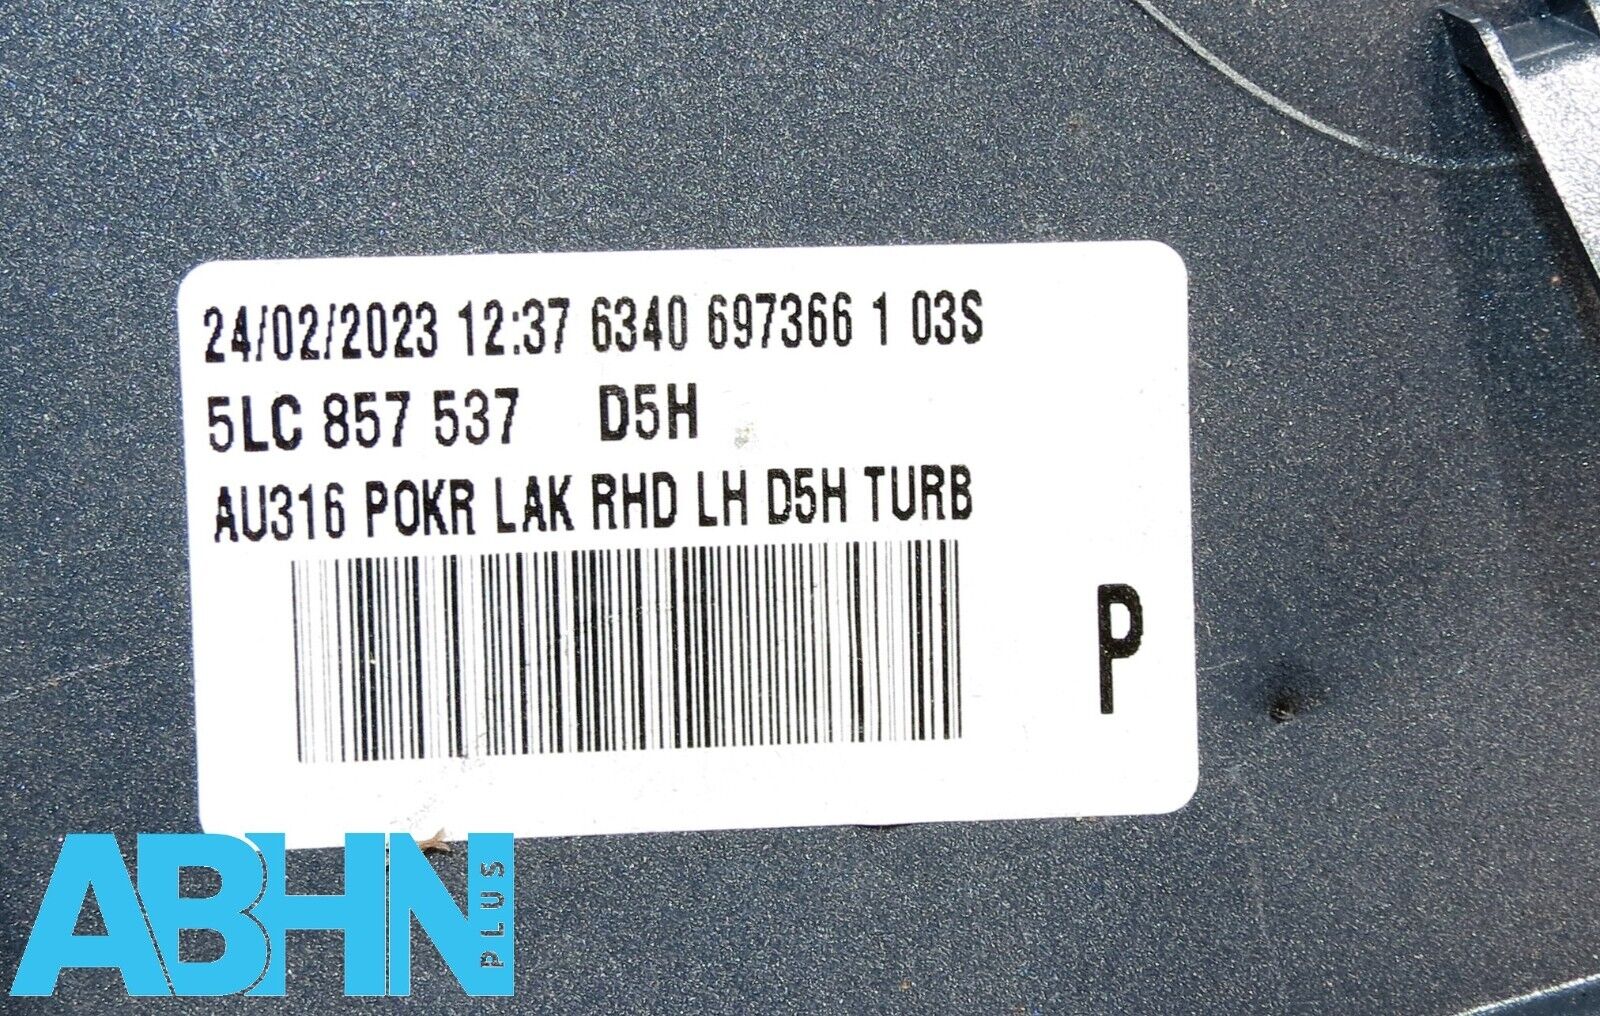 24/02/2023 12:37 6340 697366 1 03S
5LC 857 537 D5H
AU316 POKR LAK RHD LH D5H TURB
P
ABHN PLUS